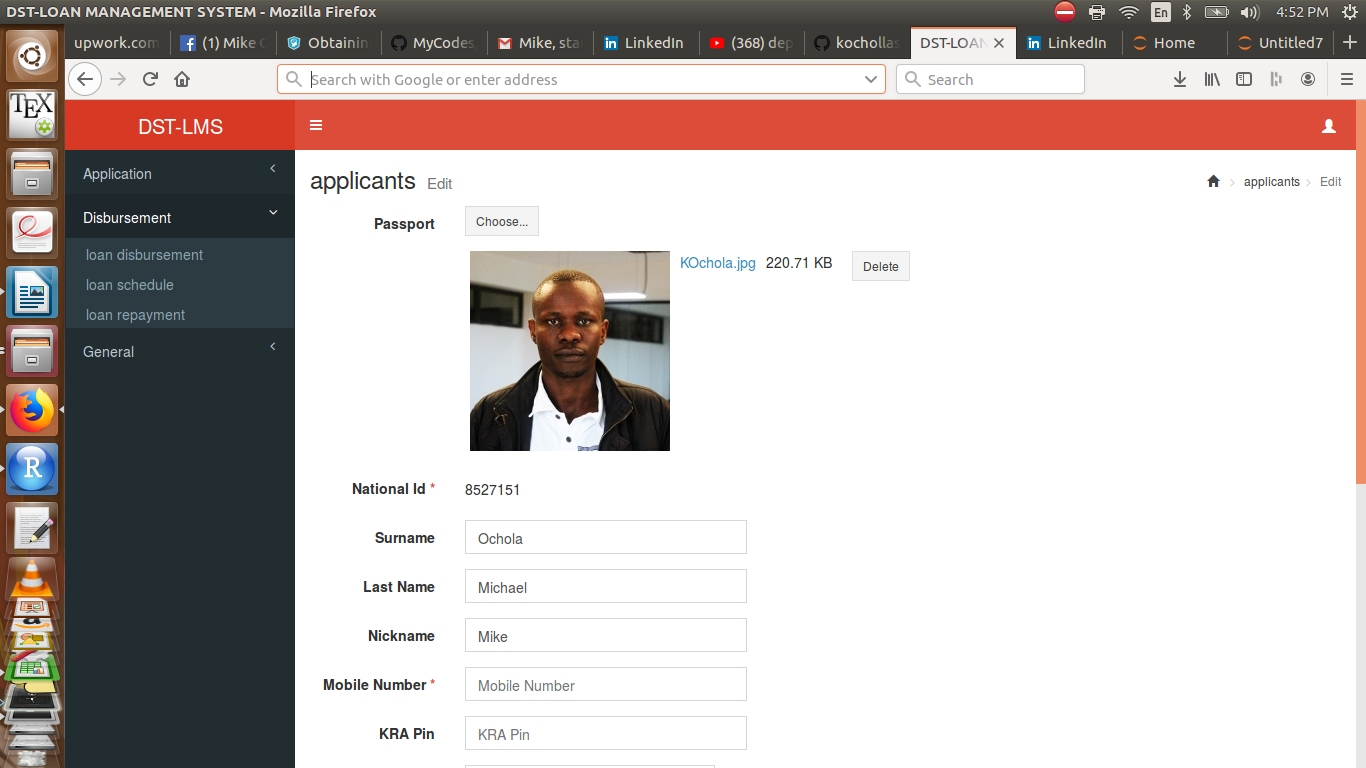 DST-LOAN MANAGEMENT SYSTEM - Mozilla Firefox
En
4:52 PM
upwork.com
(1) Mike O
Obtainin
MyCodes
Mike, sta
LinkedIn
(368) dep
kochollas
DST-LOAN
LinkedIn
Home
Untitled7
Search with Google or enter address
Search
TEX
R
DST-LMS
Application
Disbursement
loan disbursement
loan schedule
loan repayment
General
applicants Edit
applicants
Edit
Passport
Choose...
KOchola.jpg 220.71 KB
Delete
National Id * 8527151
Surname Ochola
Last Name Michael
Nickname Mike
Mobile Number * Mobile Number
KRA Pin KRA Pin